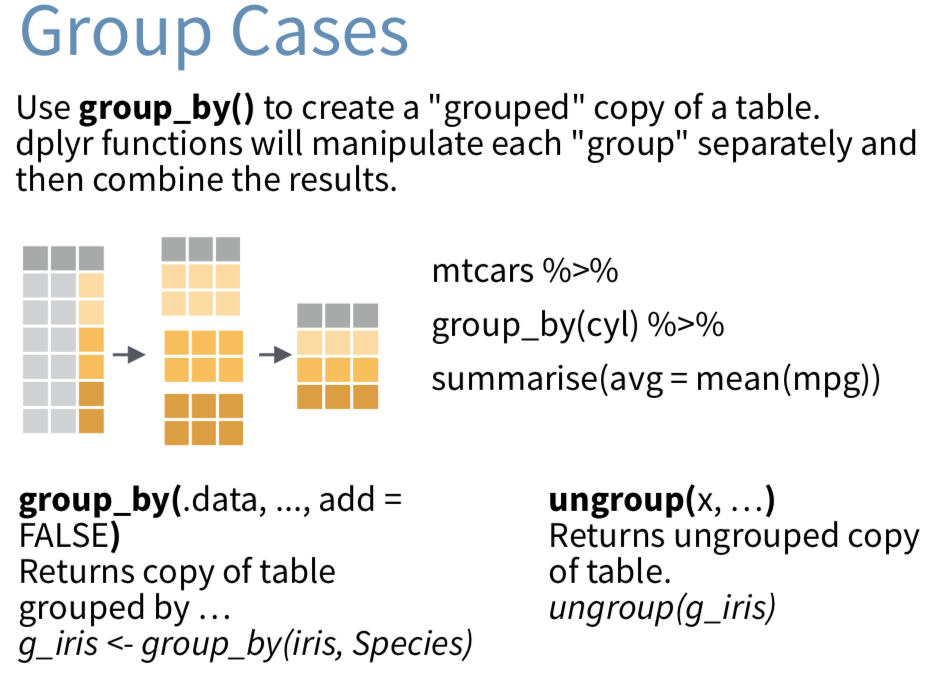 Group Cases
Use group_by() to create a "grouped" copy of a table.
dplyr functions will manipulate each "group" separately and
then combine the results.
mtcars %>%
group_by(cyl) %>%
summarise(avg = mean(mpg))
group_by(.data, ..., add =
FALSE)
Returns copy of table
grouped by …
g_iris <- group_by(iris, Species)
ungroup(x, …)
Returns ungrouped copy
of table.
ungroup(g_iris)